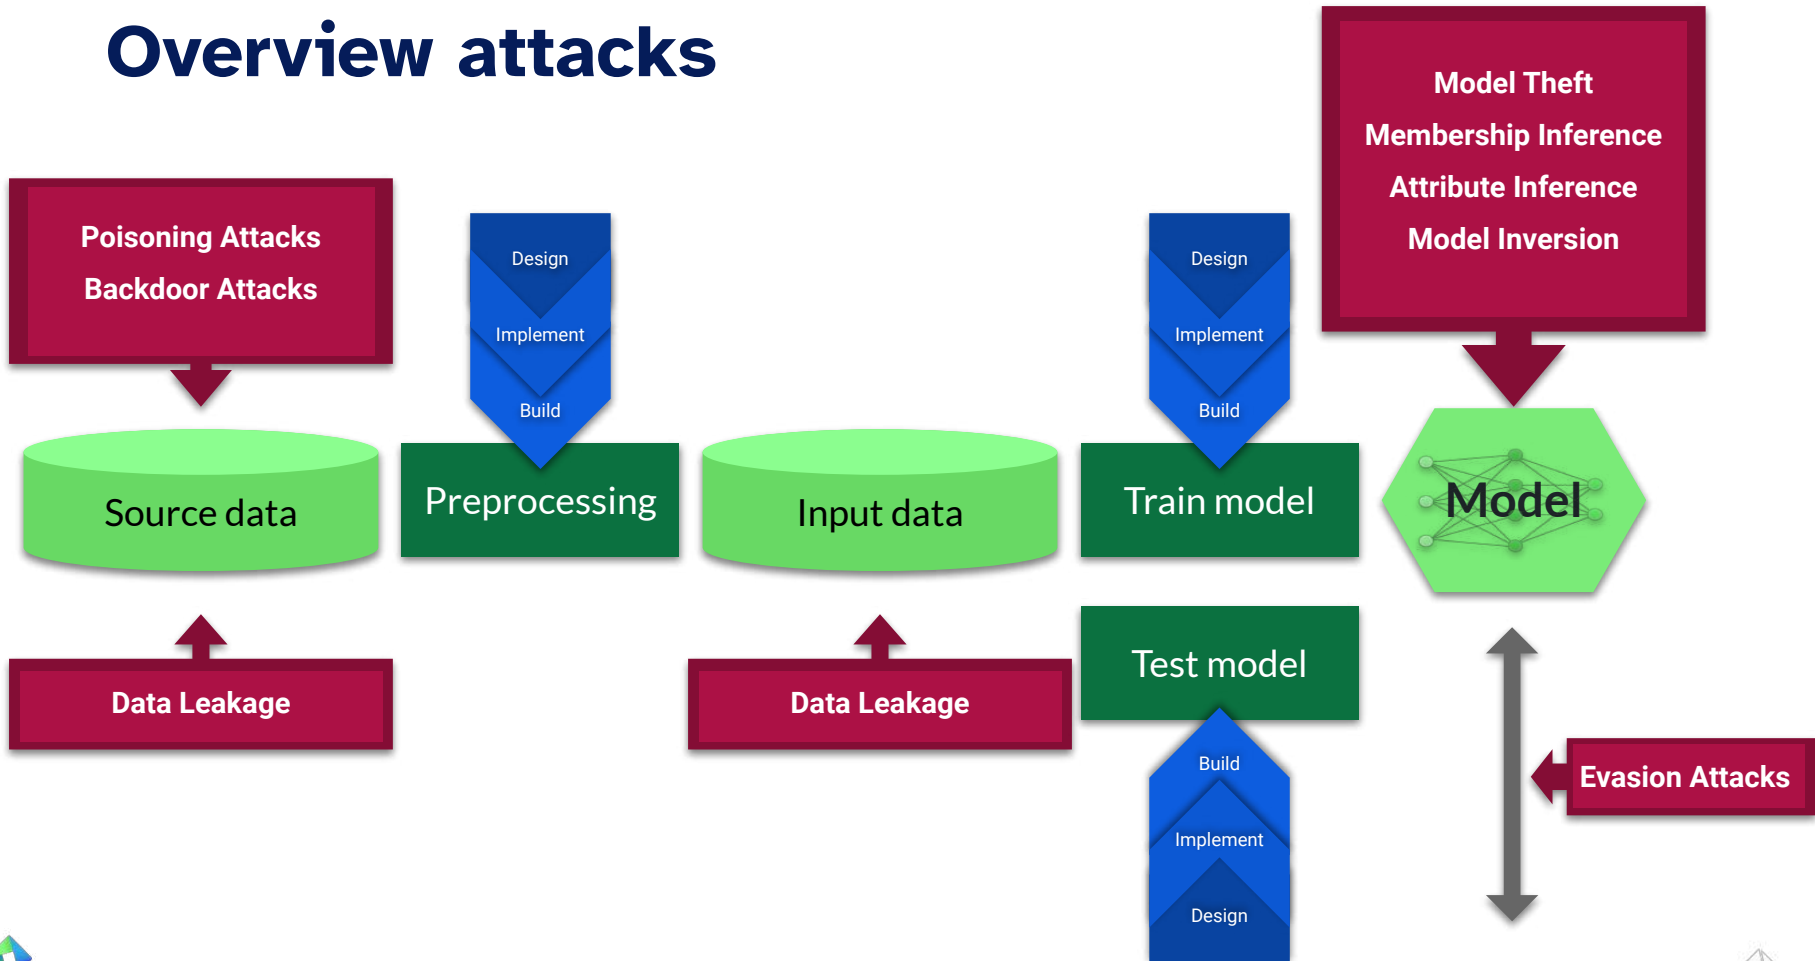 Overview attacks
Model Theft
Membership Inference
Attribute Inference
Model Inversion
Poisoning Attacks
Backdoor Attacks
Design
Implement
Build
Design
Implement
Build
Source data
Preprocessing
Input data
Train model
Model
Data Leakage
Data Leakage
Test model
Build
Implement
Design
Evasion Attacks